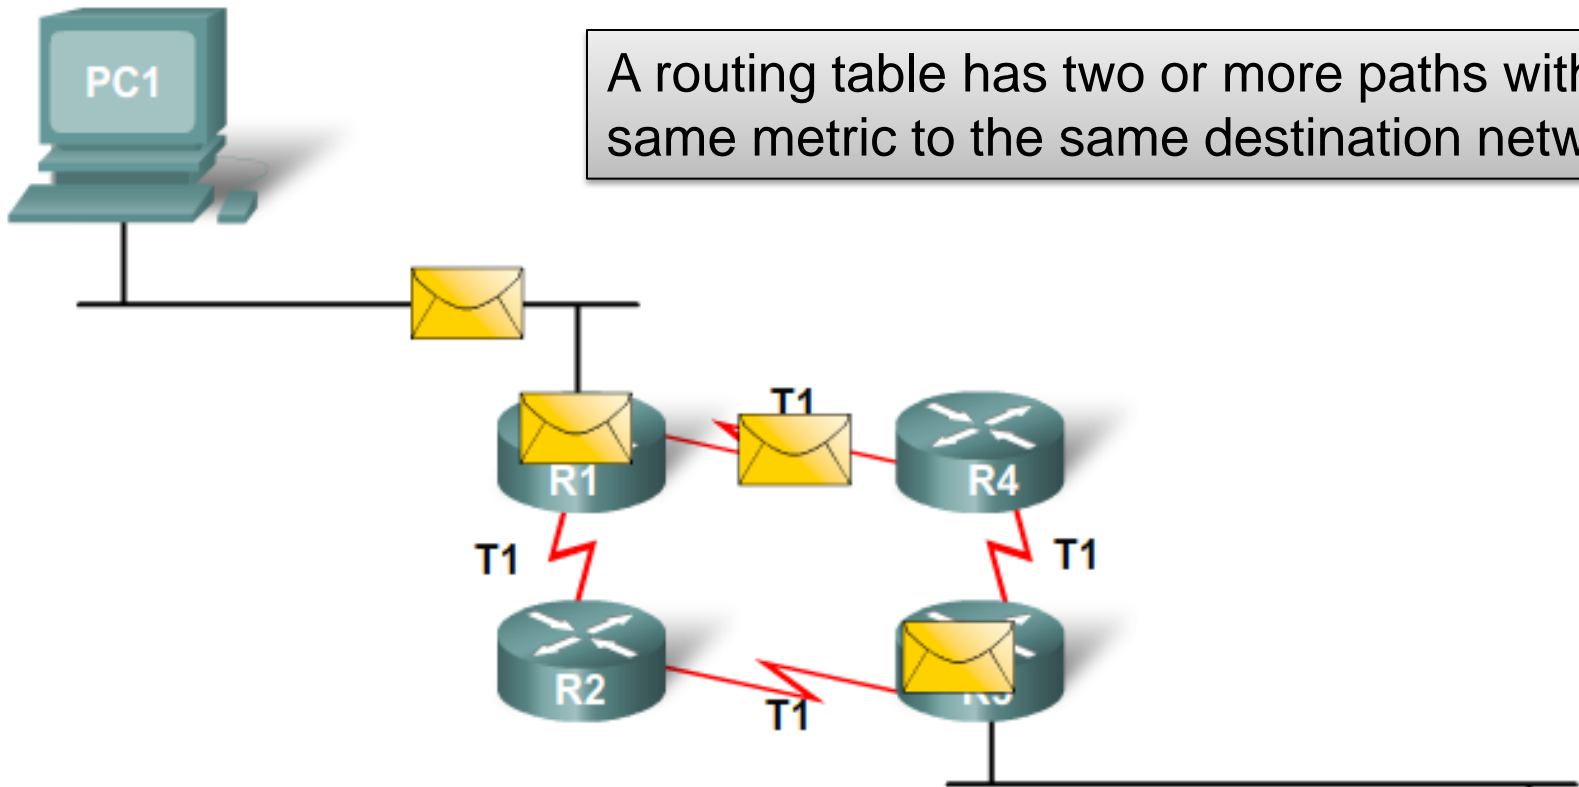 PC1
A routing table has two or more paths with
same metric to the same destination netw
T1
R1
R4
T1
T1
R2
T1